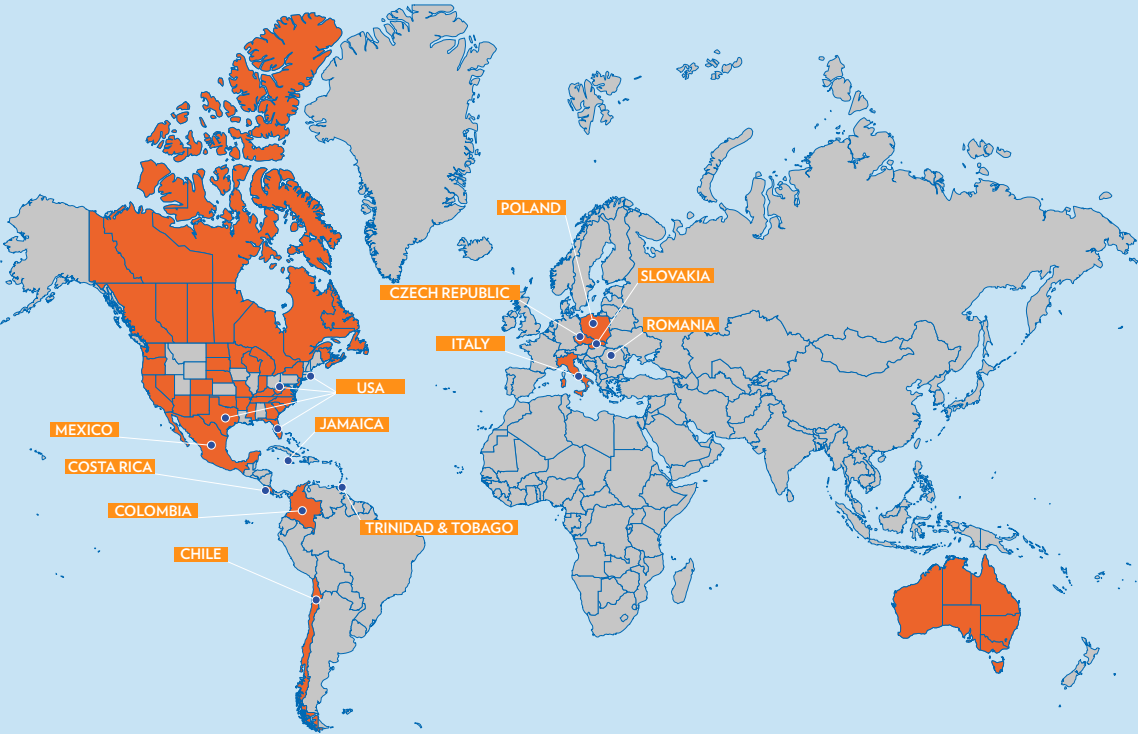 POLAND
SLOVAKIA
CZECH REPUBLIC
ROMANIA
ITALY
USA
JAMAICA
MEXICO
COSTA RICA
COLOMBIA
TRINIDAD & TOBAGO
CHILE